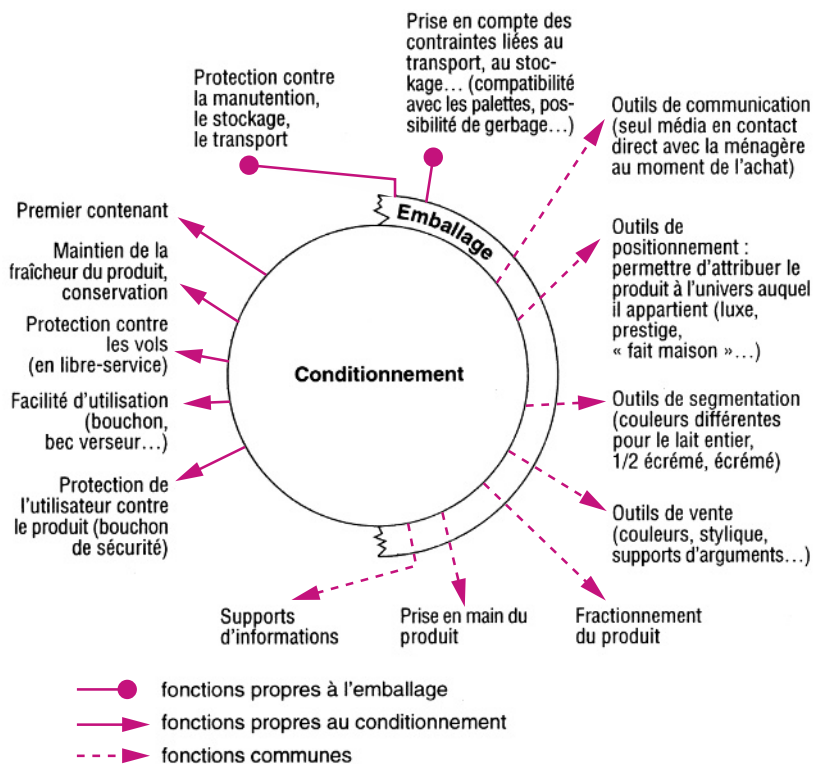 Prise en compte des
contraintes liées au
transport, au stoc-
kage... (compatibilité
avec les palettes, pos-
sibilité de gerbage...)
Protection contre
la manutention,
le stockage,
le transport
Outils de communication
(seul média en contact
direct avec la ménagère
au moment de l'achat)
Premier contenant
Emballage
Maintien de la
fraîcheur du produit,
conservation
Outils de
positionnement :
permettre d'attribuer le
produit à l'univers auquel
il appartient (luxe,
prestige,
« fait maison »...)
Protection contre
les vols
(en libre-service)
Conditionnement
Facilité d'utilisation
(bouchon,
bec verseur...)
Outils de segmentation
(couleurs différentes
pour le lait entier,
1/2 écrémé, écrémé)
Protection de
l'utilisateur contre
le produit (bouchon
de sécurité)
Outils de vente
(couleurs, stylique,
supports d'arguments...)
Supports
d'informations
Prise en main du
produit
Fractionnement
du produit
fonctions propres à l'emballage
fonctions propres au conditionnement
fonctions communes